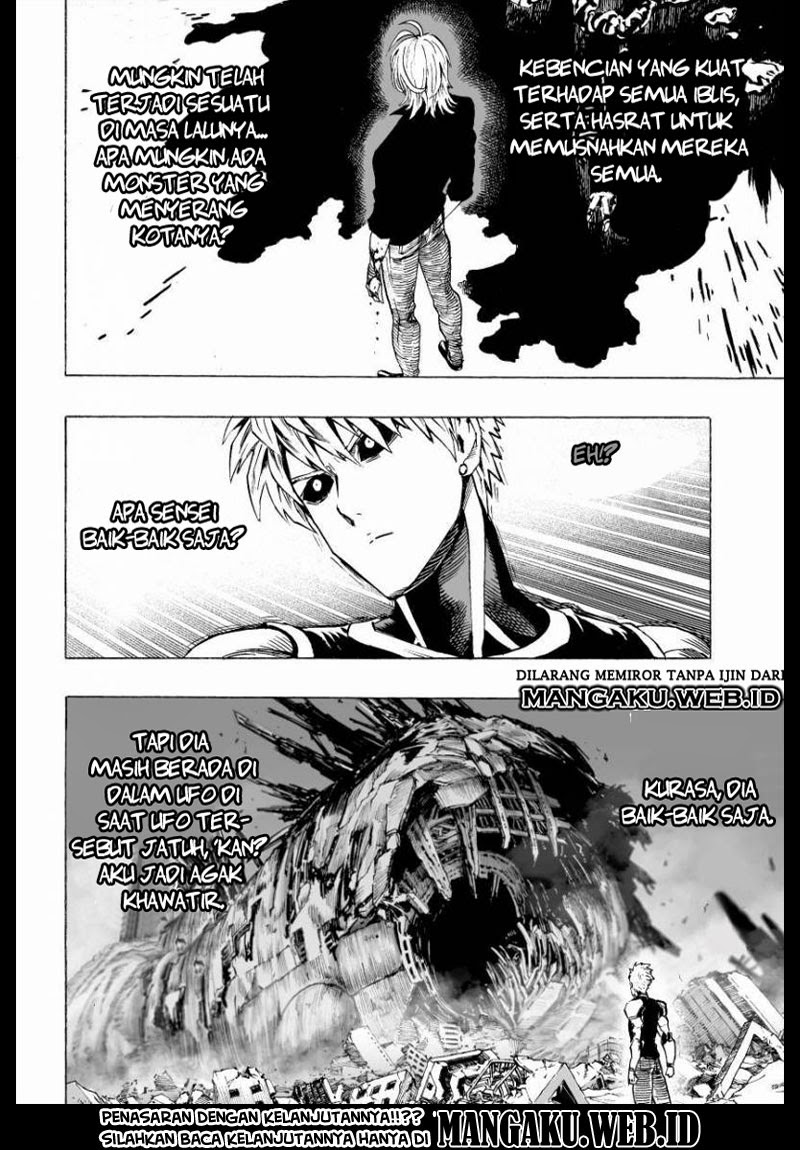 KEBENCIAN YANG KUAT
TERHADAP SEMUA IBLIS,
SERTA HASRAT UNTUK
MEMUSNAHKAN MEREKA
SEMUA.
MUNGKIN TELAH
TERJADI SESUATU
DI MASA LALUNYA...
APA MUNGKIN ADA
MONSTER YANG
MENYERANG
KOTANYA?
EH!?
APA SENSEI
BAIK-BAIK SAJA?
DILARANG MEMIROR TANPA IJIN DARI
MANGAKU.WEB.ID
KURASA, DIA
BAIK-BAIK SAJA.
TAPI DIA
MASIH BERADA DI
DALAM UFO DI
SAAT UFO TER-
SEBUT JATUH, 'KAN?
AKU JADI AGAK
KHAWATIR.
PENASARAN DENGAN KELANJUTANNYA!!??
SILAHKAN BACA KELANJUTANNYA HANYA DI
MANGAKU.WEB.ID